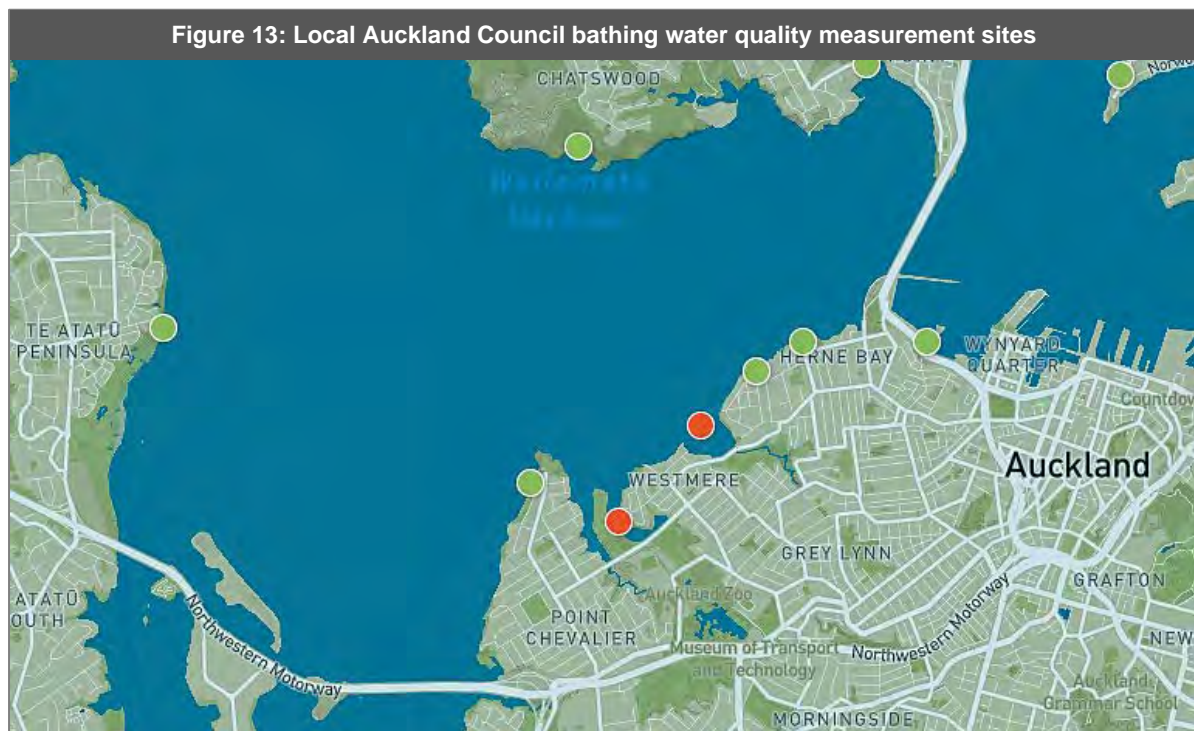 Figure 13: Local Auckland Council bathing water quality measurement sites
CHATSWOOD
TE ATATŪ
PENINSULA
HERNE BAY
WYNYARD
QUARTER
Countdow
Auckland
WESTMERE
GREY LYNN
GRAFTON
ATATŪ
OUTH
Northwestern Motorway
POINT
CHEVALIER
Auckland Zoo
Museum of Transport
and Technology
Northwestern Motorway
NEW
Auckland
Grammar School
MORNINGSIDE